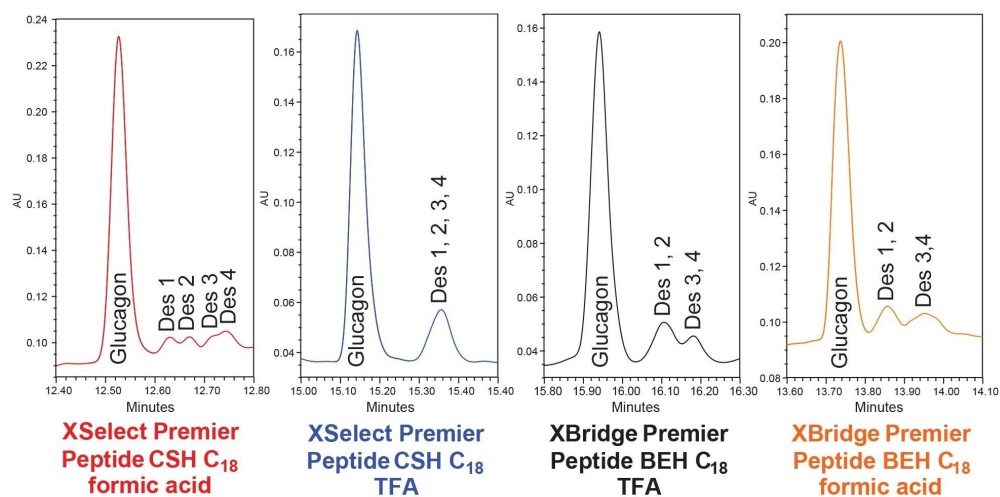 0.24
0.22
0.20
0.18
0.16
0.14
0.12
0.10
AU
Glucagon
Des 1
Des 2
Des 3
Des 4
12.40 12.60 12.70 12.80
Minutes
XSelect Premier
Peptide CSH C18
formic acid
0.16
0.14
0.12
0.10
0.08
0.06
0.04
AU
Glucagon
Des 1, 2, 3, 4
15.00 15.10 15.20 15.30 15.40
Minutes
XSelect Premier
Peptide CSH C18
TFA
0.16
0.14
0.12
0.10
0.08
0.06
0.04
AU
Glucagon
Des 1, 2
Des 3, 4
15.80 15.90 16.00 16.10 16.20 16.30
Minutes
XBridge Premier
Peptide BEH C18
TFA
0.20
0.18
0.16
0.14
0.12
0.10
0.08
AU
Glucagon
Des 1, 2
Des 3,4
13.60 13.70 13.80 13.90 14.00 14.10
Minutes
XBridge Premier
Peptide BEH C18
formic acid